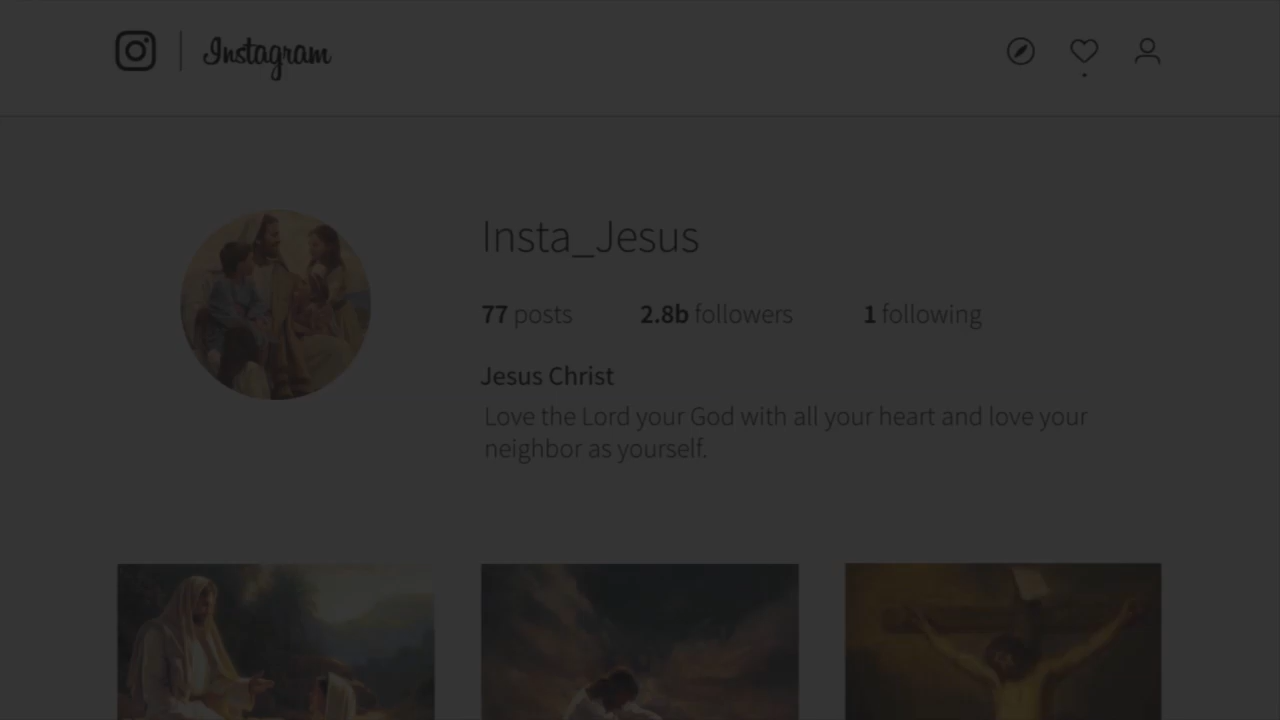 Instagram
Insta_Jesus
77 posts 2.8b followers 1 following
Jesus Christ
Love the Lord your God with all your heart and love your
neighbor as yourself.